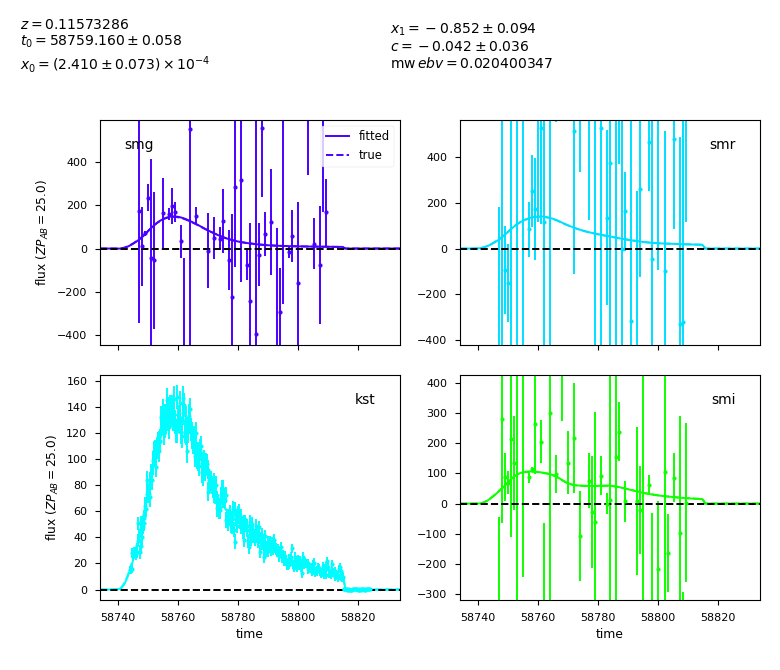 z = 0.11573286
t₀ = 58759.160 ± 0.058
x₀ = (2.410 ± 0.073) × 10⁻⁴
x₁ = −0.852 ± 0.094
c = −0.042 ± 0.036
mw ebv = 0.020400347
smg
fitted
true
400
200
0
−200
−400
flux (ZP_AB = 25.0)
smr
400
200
0
−200
−400
kst
160
140
120
100
80
60
40
20
0
flux (ZP_AB = 25.0)
58740 58760 58780 58800 58820
time
smi
400
300
200
100
0
−100
−200
−300
58740 58760 58780 58800 58820
time